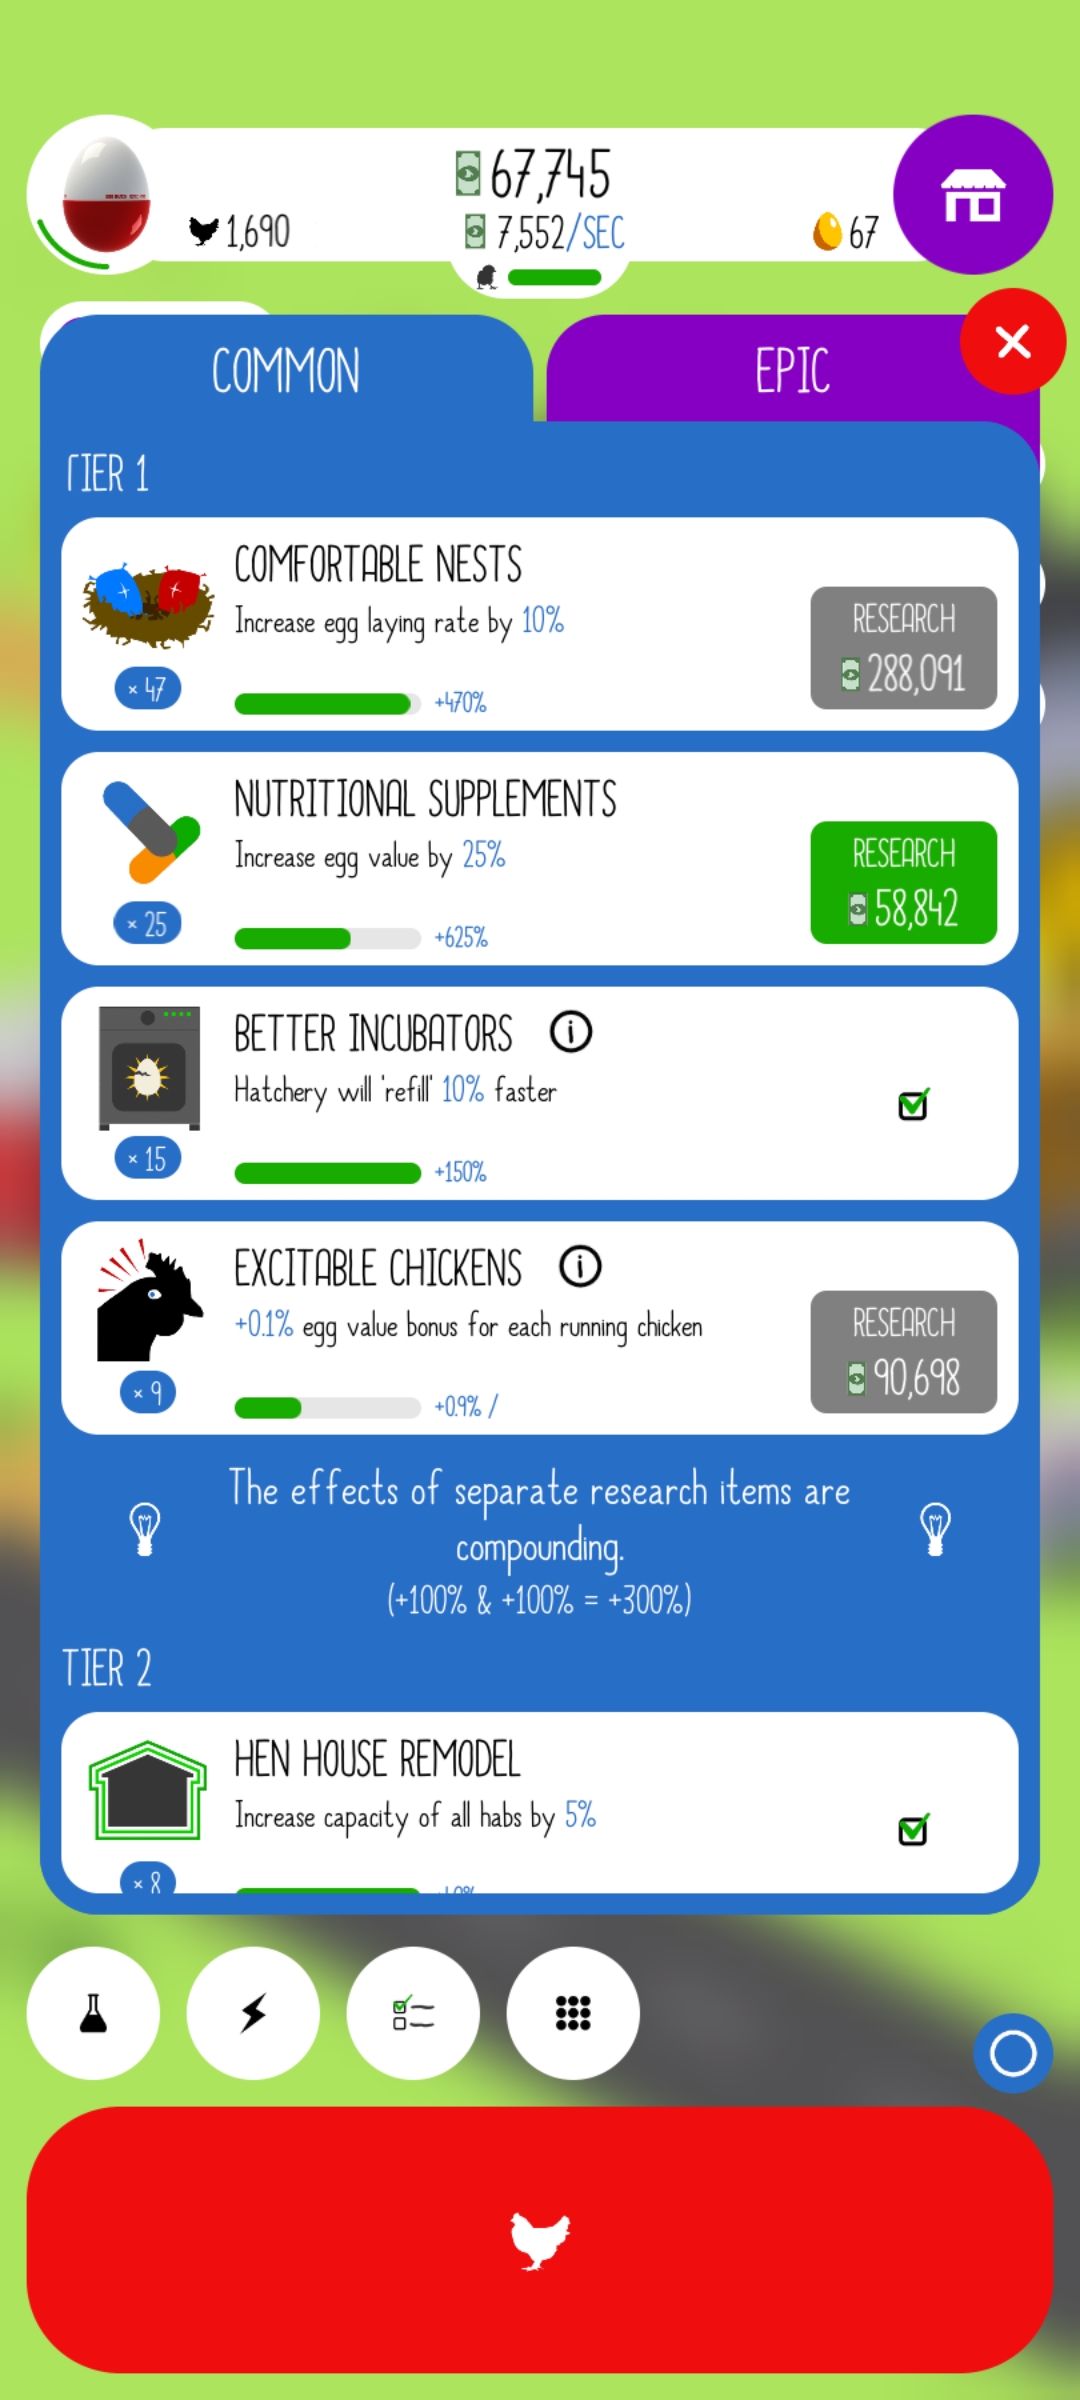 67,745
1,690
7,552/SEC
67
COMMON
EPIC
TIER 1
COMFORTABLE NESTS
Increase egg laying rate by 10%
RESEARCH
288,091
× 47
+470%
NUTRITIONAL SUPPLEMENTS
Increase egg value by 25%
RESEARCH
58,842
× 25
+625%
BETTER INCUBATORS
Hatchery will 'refill' 10% faster
× 15
+150%
EXCITABLE CHICKENS
+0.1% egg value bonus for each running chicken
RESEARCH
90,698
× 9
+0.9% /
The effects of separate research items are
compounding.
(+100% & +100% = +300%)
TIER 2
HEN HOUSE REMODEL
Increase capacity of all habs by 5%
× 8